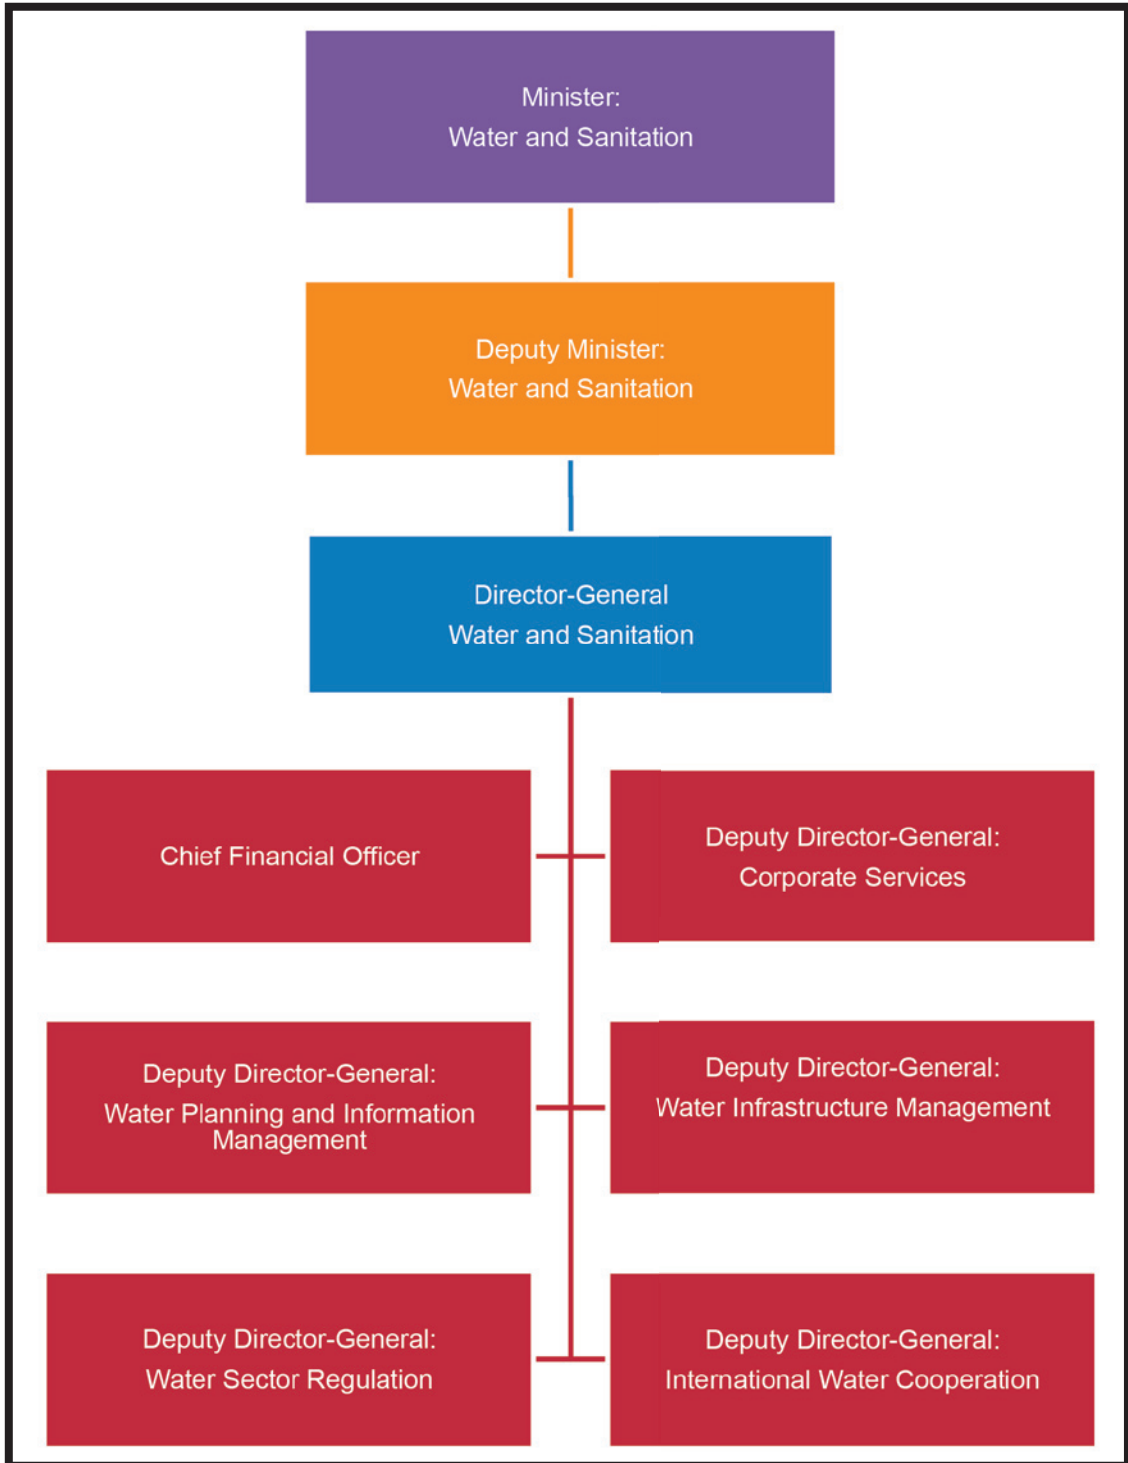 Minister:
Water and Sanitation
Deputy Minister:
Water and Sanitation
Director-General
Water and Sanitation
Chief Financial Officer
Deputy Director-General:
Corporate Services
Deputy Director-General:
Water Planning and Information
Management
Deputy Director-General:
Water Infrastructure Management
Deputy Director-General:
Water Sector Regulation
Deputy Director-General:
International Water Cooperation